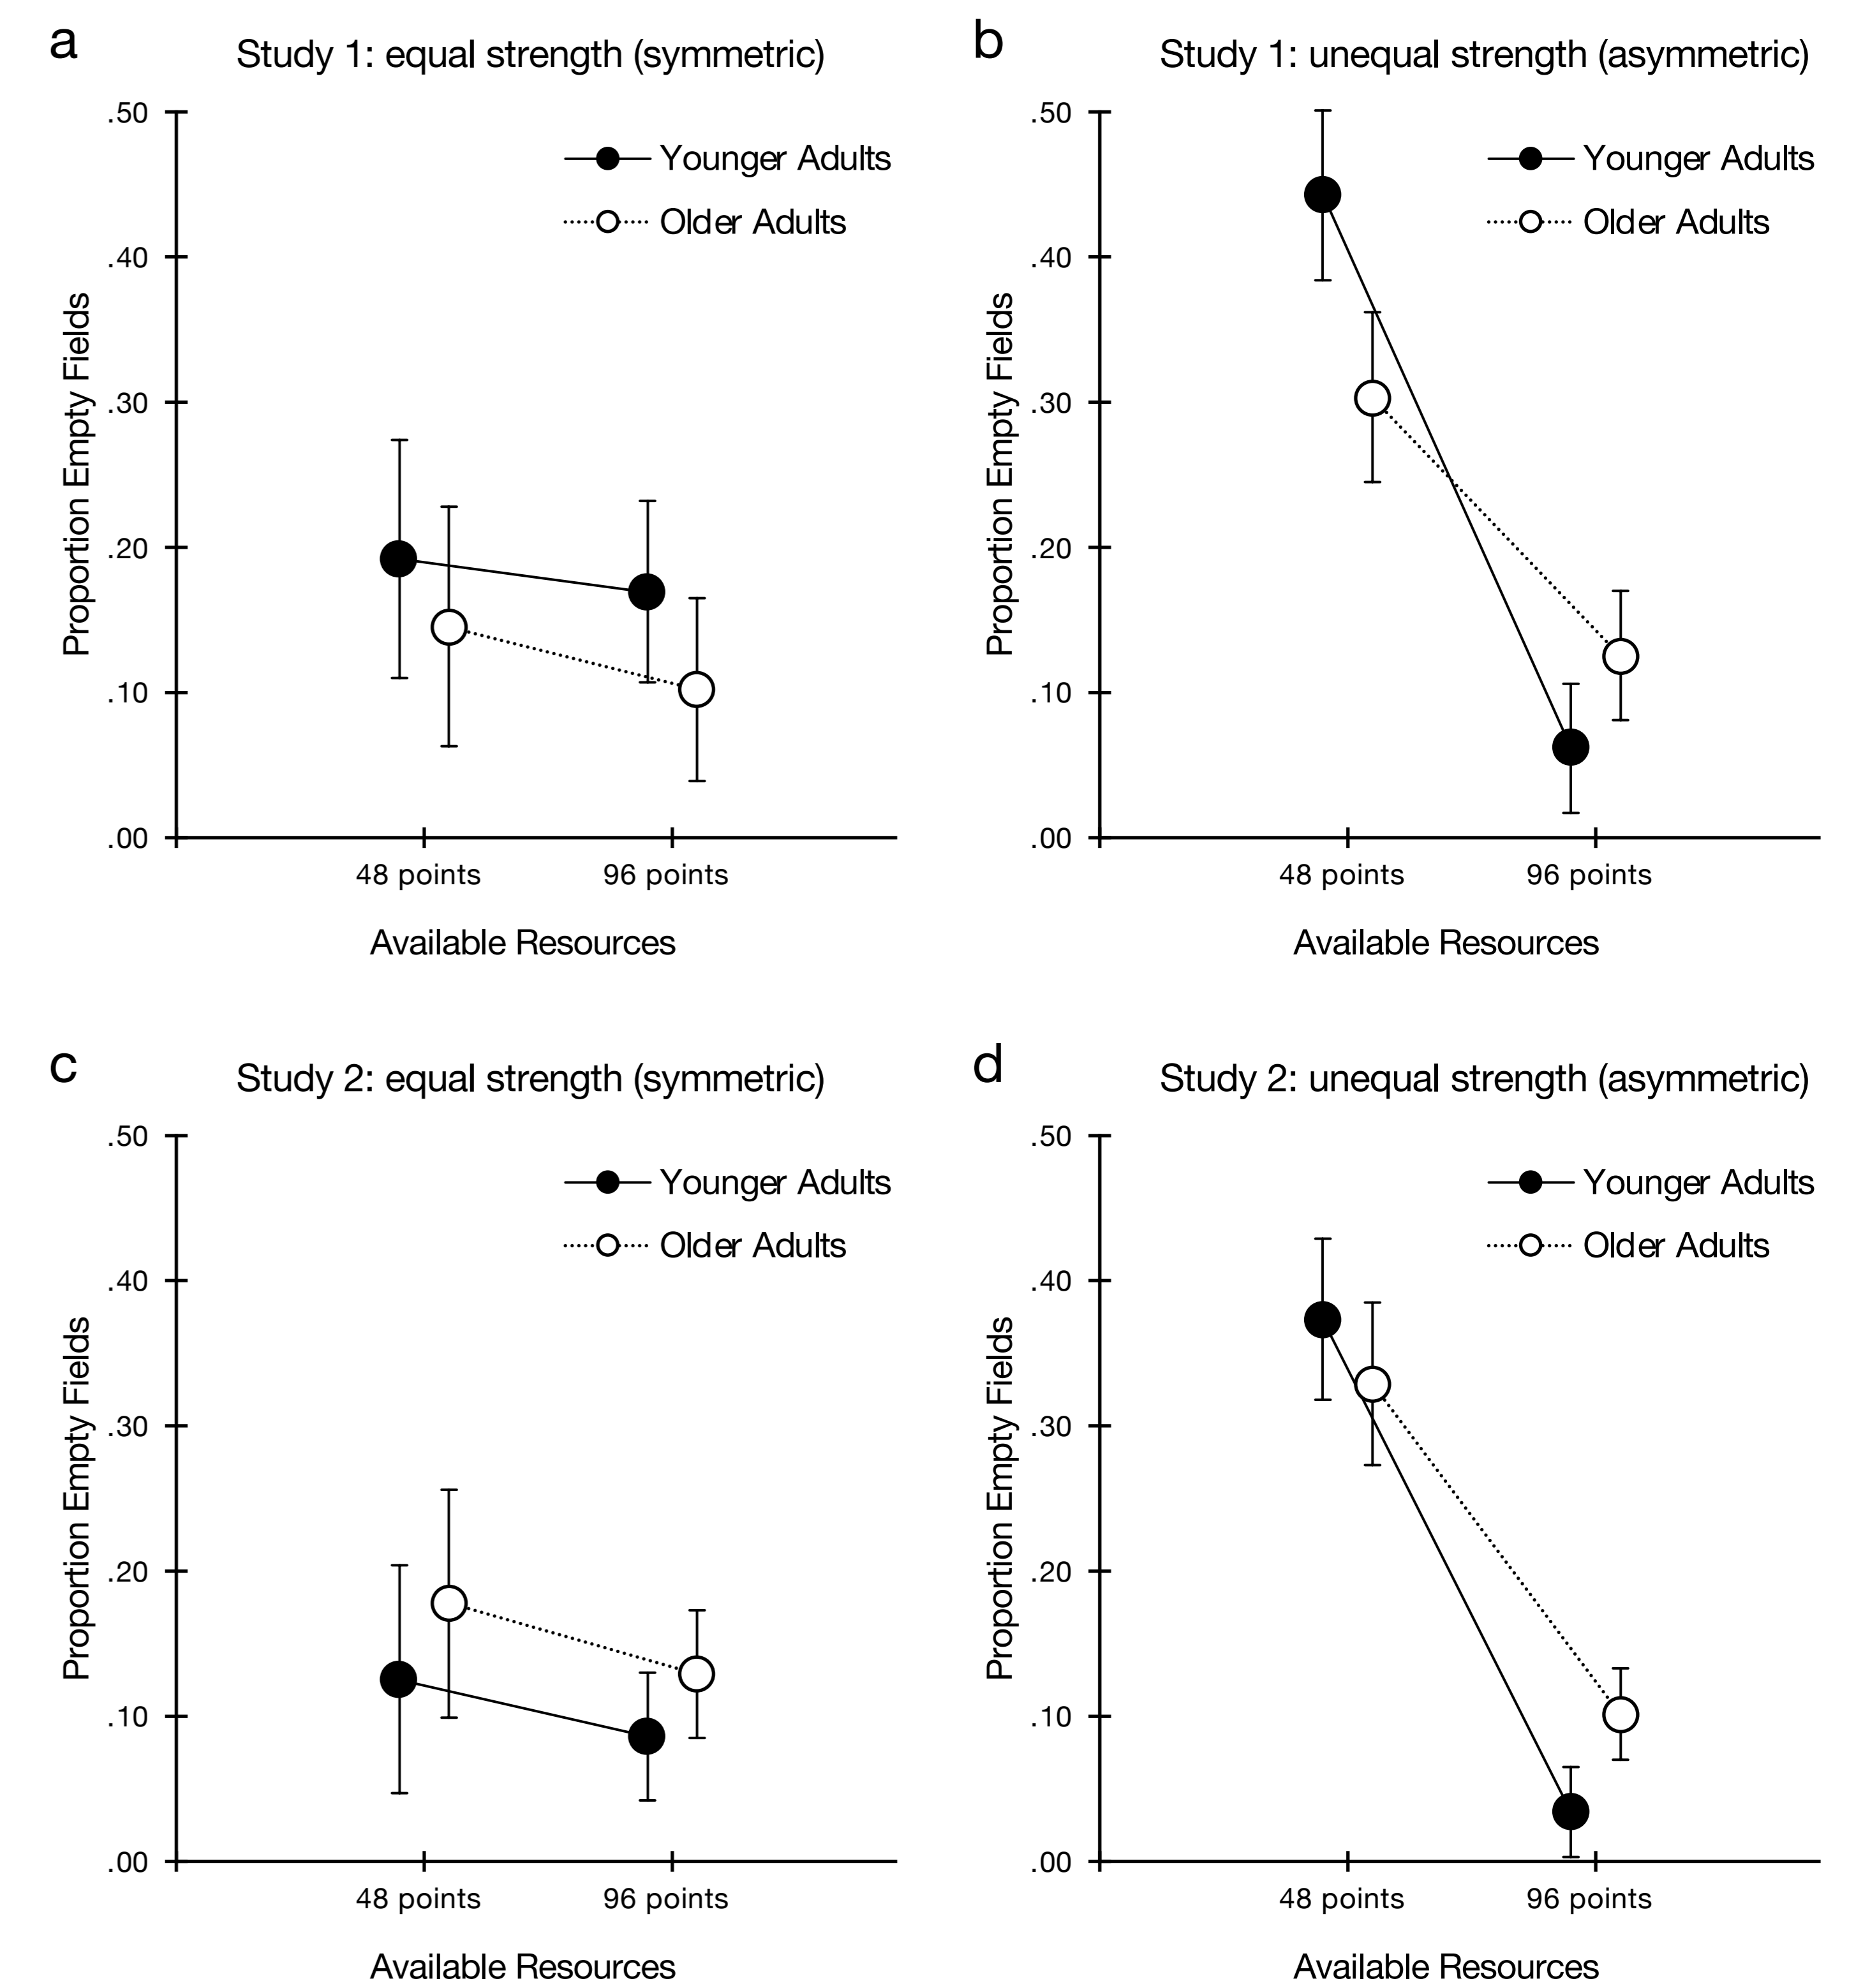 a
Study 1: equal strength (symmetric)
.50
.40
.30
.20
.10
.00
Proportion Empty Fields
Younger Adults
Older Adults
48 points
96 points
Available Resources
b
Study 1: unequal strength (asymmetric)
.50
.40
.30
.20
.10
.00
Proportion Empty Fields
Younger Adults
Older Adults
48 points
96 points
Available Resources
c
Study 2: equal strength (symmetric)
.50
.40
.30
.20
.10
.00
Proportion Empty Fields
Younger Adults
Older Adults
48 points
96 points
Available Resources
d
Study 2: unequal strength (asymmetric)
.50
.40
.30
.20
.10
.00
Proportion Empty Fields
Younger Adults
Older Adults
48 points
96 points
Available Resources